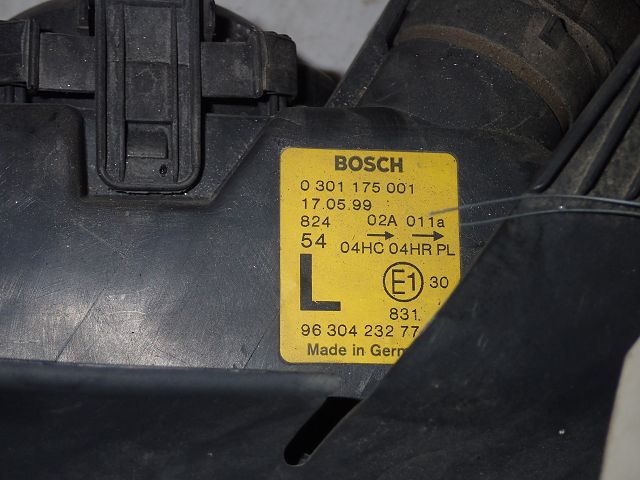 BOSCH
0 301 175 001
17.05.99
824 02A 011a
54 → →
04HC 04HR PL
L E1 30
831
96 304 232 77
Made in